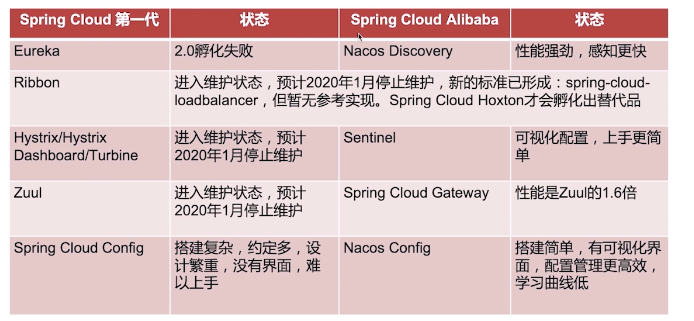 Spring Cloud 第一代 状态 Spring Cloud Alibaba 状态
Eureka 2.0孵化失败 Nacos Discovery 性能强劲，感知更快
Ribbon 进入维护状态，预计2020年1月停止维护，新的标准已形成：spring-cloud-
loadbalancer，但暂无参考实现。Spring Cloud Hoxton才会孵化出替代品
Hystrix/Hystrix
Dashboard/Turbine
进入维护状态，预计
2020年1月停止维护
Sentinel
可视化配置，上手更简
单
Zuul
进入维护状态，预计
2020年1月停止维护
Spring Cloud Gateway
性能是Zuul的1.6倍
Spring Cloud Config
搭建复杂，约定多，设
计繁重，没有界面，难
以上手
Nacos Config
搭建简单，有可视化界
面，配置管理更高效，
学习曲线低